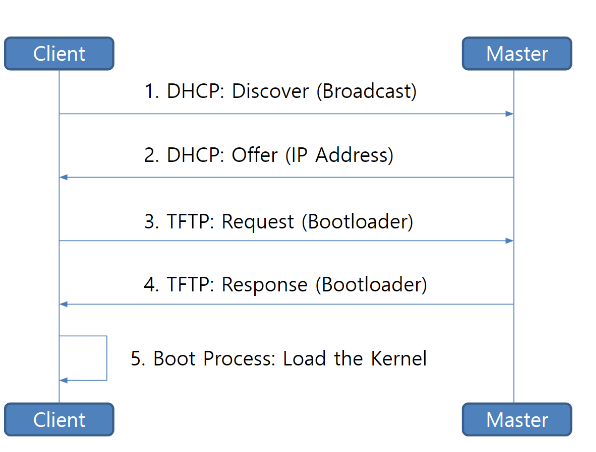 Client
Master
1. DHCP: Discover (Broadcast)
2. DHCP: Offer (IP Address)
3. TFTP: Request (Bootloader)
4. TFTP: Response (Bootloader)
5. Boot Process: Load the Kernel
Client
Master